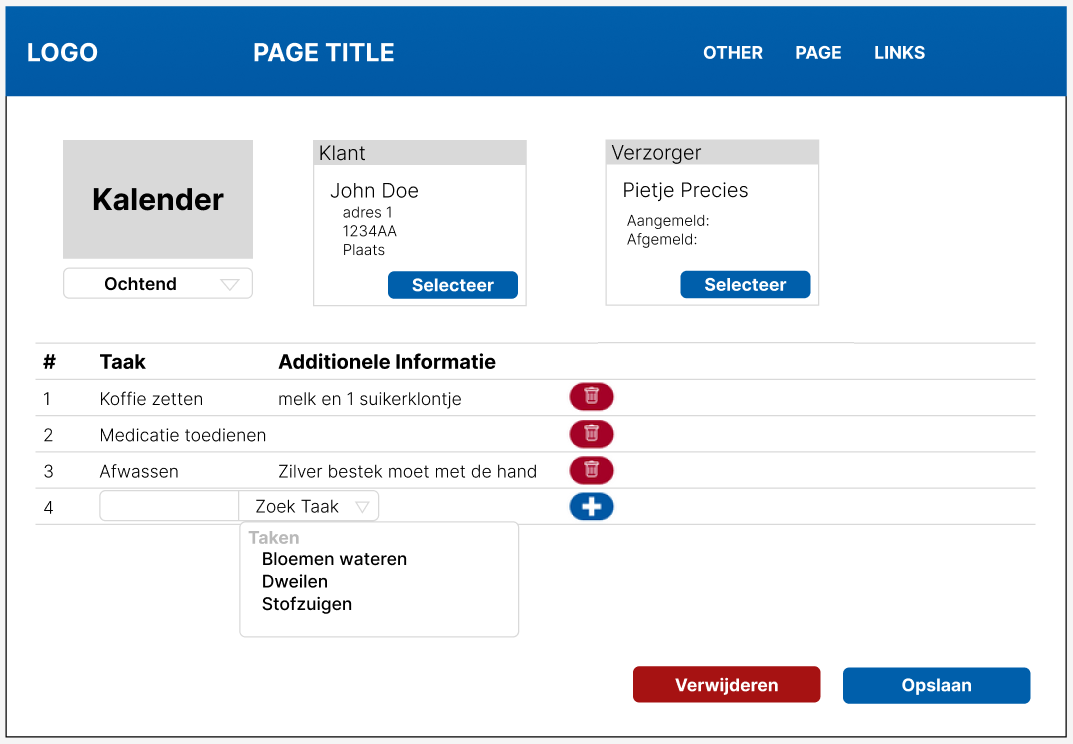 LOGO PAGE TITLE OTHER PAGE LINKS
Kalender
Ochtend
Klant
John Doe
adres 1
1234AA
Plaats
Selecteer
Verzorger
Pietje Precies
Aangemeld:
Afgemeld:
Selecteer
# Taak Additionele Informatie
1 Koffie zetten melk en 1 suikerklontje
2 Medicatie toedienen
3 Afwassen Zilver bestek moet met de hand
4 Zoek Taak
Taken
Bloemen wateren
Dweilen
Stofzuigen
Verwijderen Opslaan